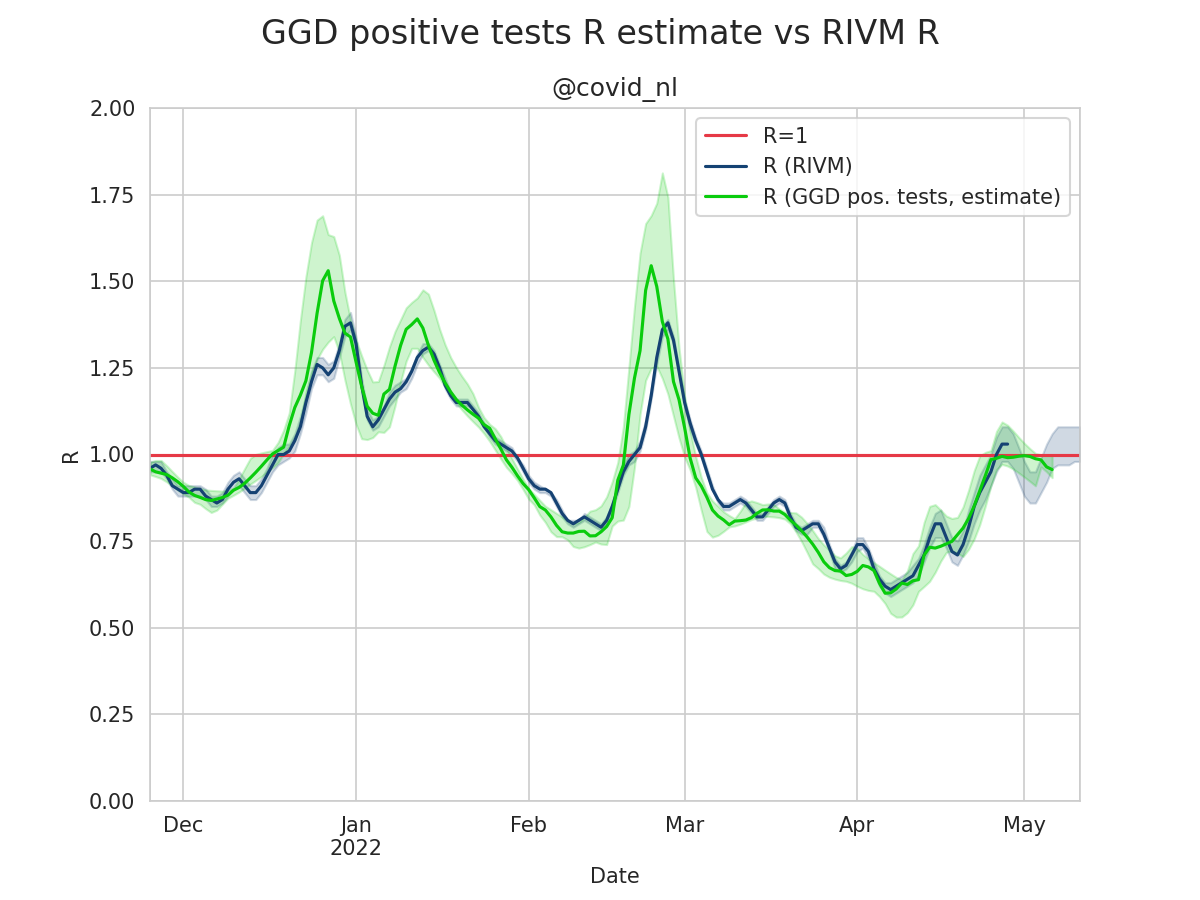 GGD positive tests R estimate vs RIVM R
@covid_nl
R=1
R (RIVM)
R (GGD pos. tests, estimate)
R
2.00
1.75
1.50
1.25
1.00
0.75
0.50
0.25
0.00
Dec
Jan
2022
Feb
Mar
Apr
May
Date